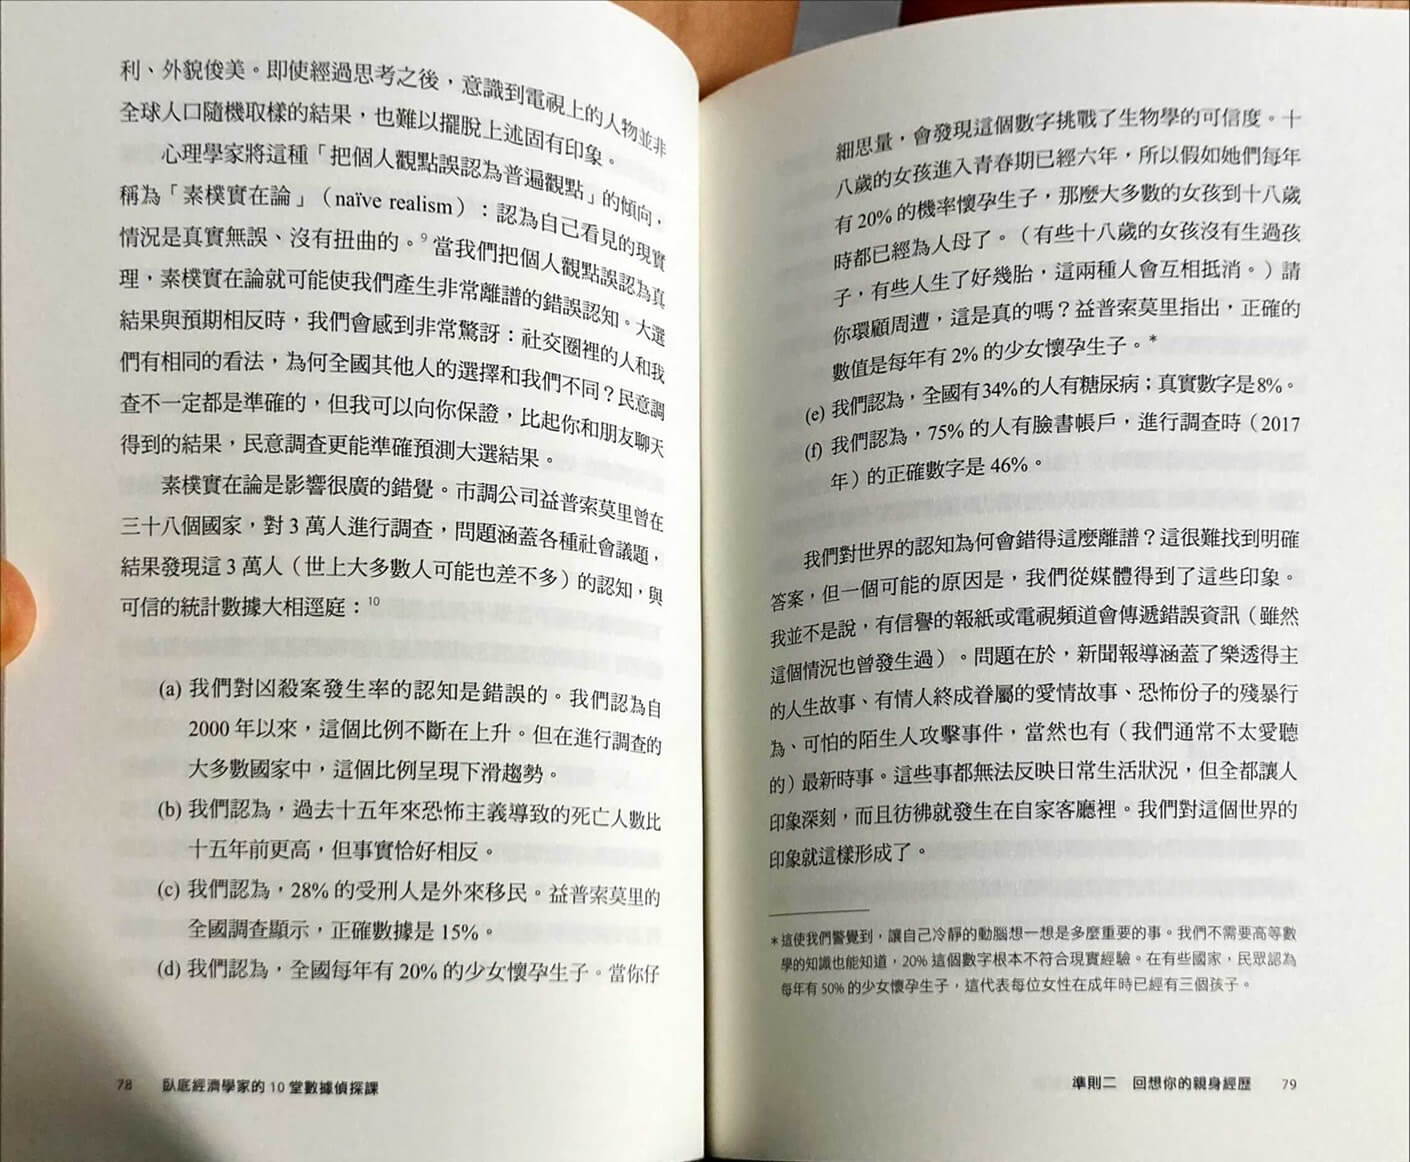 利、外貌俊美。即使經過思考之後，意識到電視上的人物並非
全球人口隨機取樣的結果，也難以擺脫上述固有印象。
心理學家將這種「把個人觀點誤認為普遍觀點」的傾向，
稱為「素樸實在論」（naïve realism）：認為自己看見的現實
情況是真實無誤、沒有扭曲的。9 當我們把個人觀點誤認為真
理，素樸實在論就可能使我們產生非常離譜的錯誤認知。大選
結果與預期相反時，我們會感到非常驚訝：社交圈裡的人和我
們有相同的看法，為何全國其他人的選擇和我們不同？民意調
查不一定都是準確的，但我可以向你保證，比起你和朋友聊天
得到的結果，民意調查更能準確預測大選結果。
素樸實在論是影響很廣的錯覺。市調公司益普索莫里曾在
三十八個國家，對 3 萬人進行調查，問題涵蓋各種社會議題，
結果發現這 3 萬人（世上大多數人可能也差不多）的認知，與
可信的統計數據大相逕庭：10
(a) 我們對凶殺案發生率的認知是錯誤的。我們認為自
2000 年以來，這個比例不斷在上升。但在進行調查的
大多數國家中，這個比例呈現下滑趨勢。
(b) 我們認為，過去十五年來恐怖主義導致的死亡人數比
十五年前更高，但事實恰好相反。
(c) 我們認為，28% 的受刑人是外來移民。益普索莫里的
全國調查顯示，正確數據是 15%。
(d) 我們認為，全國每年有 20% 的少女懷孕生子。當你仔
78 臥底經濟學家的 10 堂數據偵探課
細思量，會發現這個數字挑戰了生物學的可信度。十
八歲的女孩進入青春期已經六年，所以假如她們每年
有 20% 的機率懷孕生子，那麼大多數的女孩到十八歲
時都已經為人母了。（有些十八歲的女孩沒有生過孩
子，有些人生了好幾胎，這兩種人會互相抵消。）請
你環顧周遭，這是真的嗎？益普索莫里指出，正確的
數值是每年有 2% 的少女懷孕生子。*
(e) 我們認為，全國有34%的人有糖尿病；真實數字是8%。
(f) 我們認為，75% 的人有臉書帳戶，進行調查時（2017
年）的正確數字是 46%。
我們對世界的認知為何會錯得這麼離譜？這很難找到明確
答案，但一個可能的原因是，我們從媒體得到了這些印象。
我並不是說，有信譽的報紙或電視頻道會傳遞錯誤資訊（雖然
這個情況也曾發生過）。問題在於，新聞報導涵蓋了樂透得主
的人生故事、有情人終成眷屬的愛情故事、恐怖份子的殘暴行
為、可怕的陌生人攻擊事件，當然也有（我們通常不太愛聽
的）最新時事。這些事都無法反映日常生活狀況，但全都讓人
印象深刻，而且彷彿就發生在自家客廳裡。我們對這個世界的
印象就這樣形成了。
* 這使我們警覺到，讓自己冷靜的動腦想一想是多麼重要的事。我們不需要高等數
學的知識也能知道，20% 這個數字根本不符合現實經驗。在有些國家，民眾認為
每年有 50% 的少女懷孕生子，這代表每位女性在成年時已經有三個孩子。
準則二 回想你的親身經歷 79